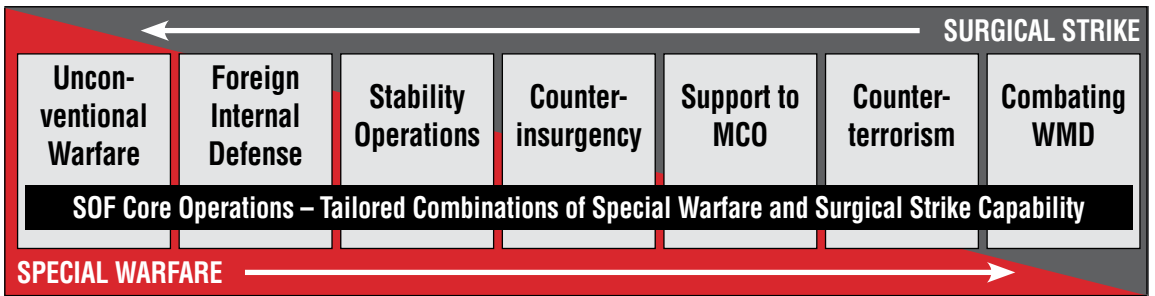 SURGICAL STRIKE
Uncon-
ventional
Warfare
Foreign
Internal
Defense
Stability
Operations
Counter-
insurgency
Support to
MCO
Counter-
terrorism
Combating
WMD
SOF Core Operations – Tailored Combinations of Special Warfare and Surgical Strike Capability
SPECIAL WARFARE